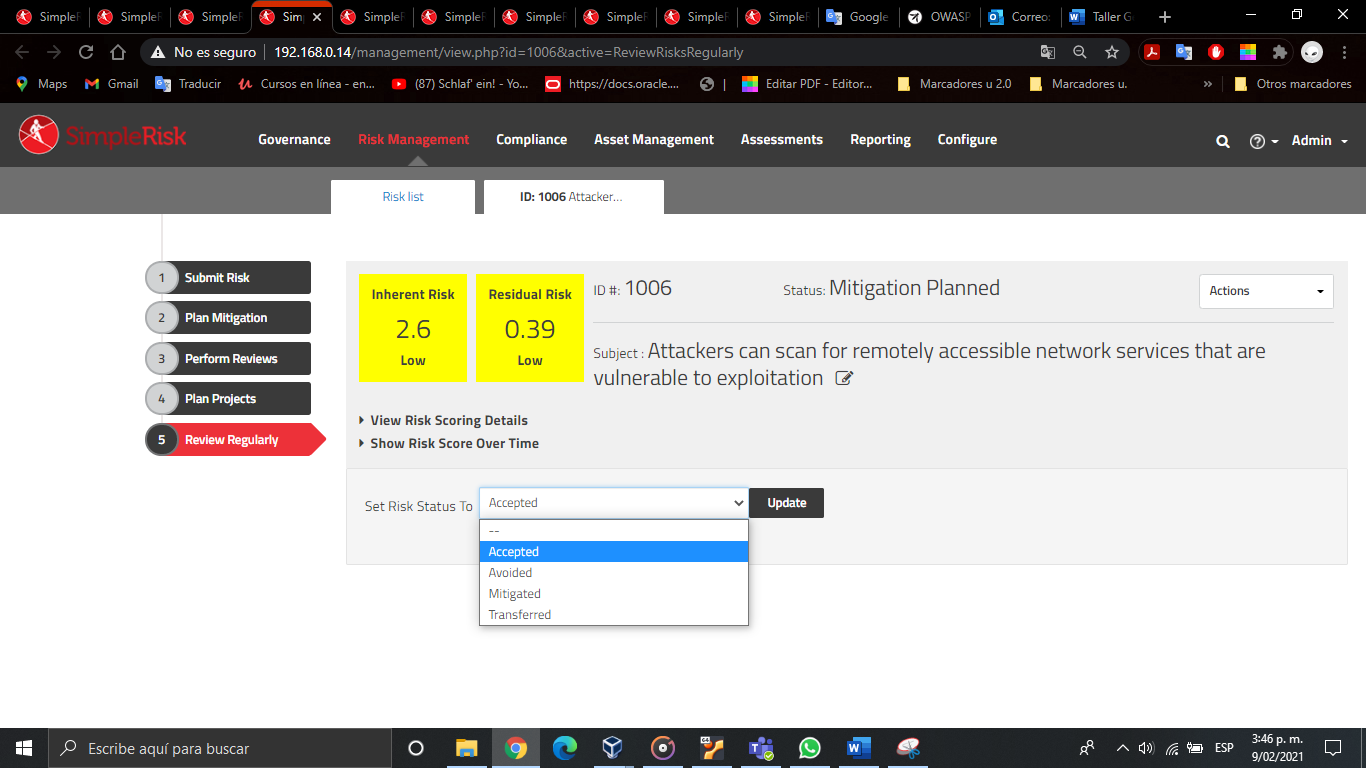 SimpleF
SimpleF
SimpleF
Sim
SimpleF
SimpleF
SimpleF
SimpleF
SimpleF
SimpleF
Google
OWASP
Correo:
Taller G
No es seguro
192.168.0.14/management/view.php?id=1006&active=ReviewRisksRegularly
Maps
Gmail
Traducir
Cursos en línea - en...
(87) Schlaf' ein! - Yo...
https://docs.oracle....
|
Editar PDF - Editor...
Marcadores u 2.0
Marcadores u.
»
Otros marcadores
SimpleRisk
Governance
Risk Management
Compliance
Asset Management
Assessments
Reporting
Configure
Admin
Risk list
ID: 1006 Attacker...
1 Submit Risk
2 Plan Mitigation
3 Perform Reviews
4 Plan Projects
5 Review Regularly
Inherent Risk
2.6
Low
Residual Risk
0.39
Low
ID #: 1006
Status: Mitigation Planned
Actions
Subject : Attackers can scan for remotely accessible network services that are
vulnerable to exploitation
View Risk Scoring Details
Show Risk Score Over Time
Set Risk Status To
Accepted
Update
--
Accepted
Avoided
Mitigated
Transferred
Escribe aquí para buscar
ESP
3:46 p. m.
9/02/2021